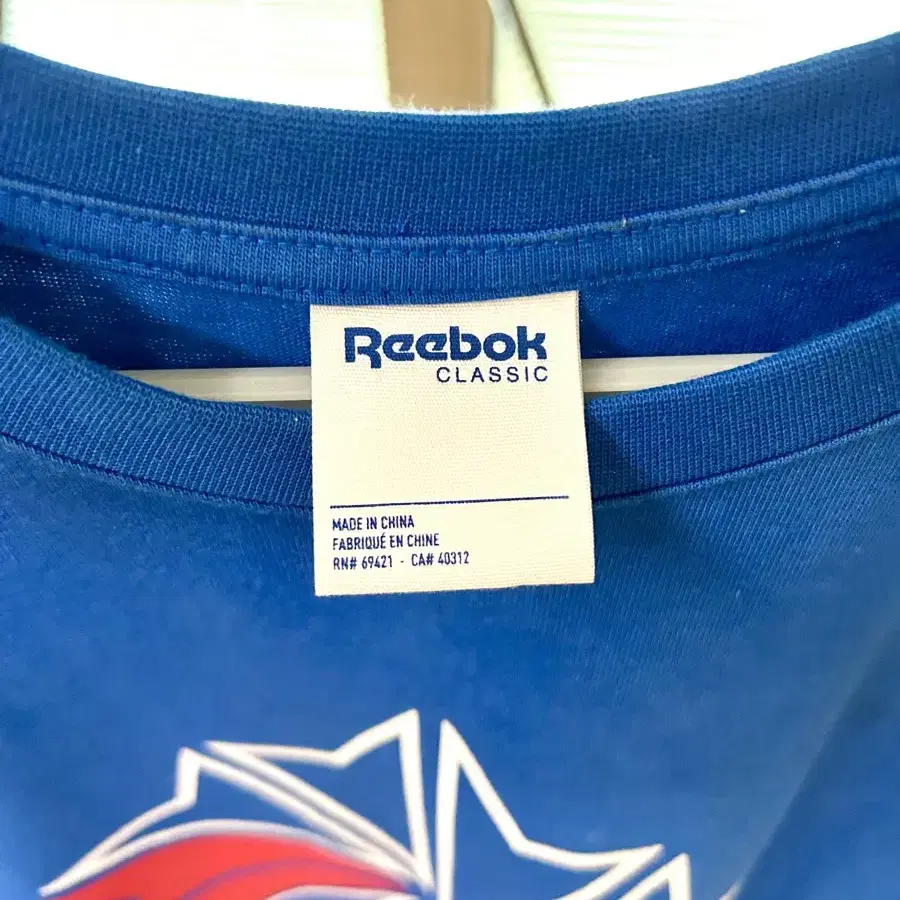 Reebok
CLASSIC
MADE IN CHINA
FABRIQUÉ EN CHINE
RN# 69421 - CA# 40312